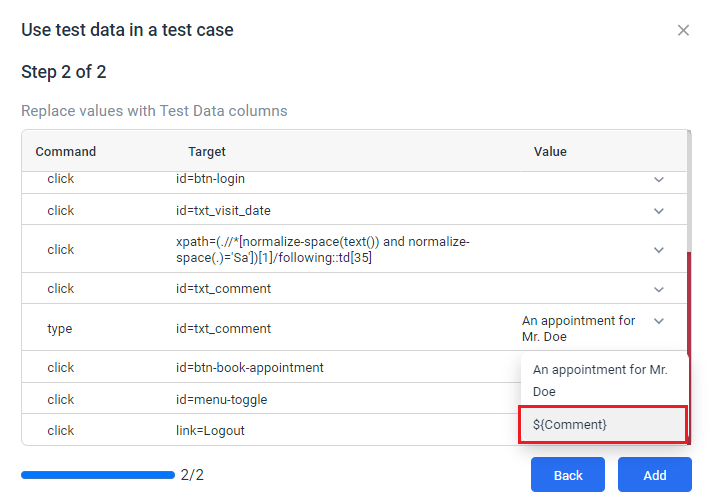 Use test data in a test case
Step 2 of 2
Replace values with Test Data columns
Command Target Value
click id=btn-login
click id=txt_visit_date
click xpath=(.//*[normalize-space(text()) and normalize-
space(.)='Sa'])[1]/following::td[35]
click id=txt_comment
type id=txt_comment An appointment for
Mr. Doe
click id=btn-book-appointment
An appointment for Mr.
Doe
click id=menu-toggle
${Comment}
click link=Logout
2/2 Back Add